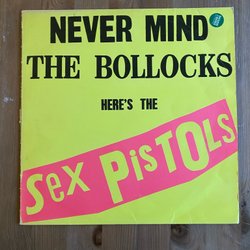 NEVER MIND
THE BOLLOCKS
HERE'S THE
Sex PiSTOLS